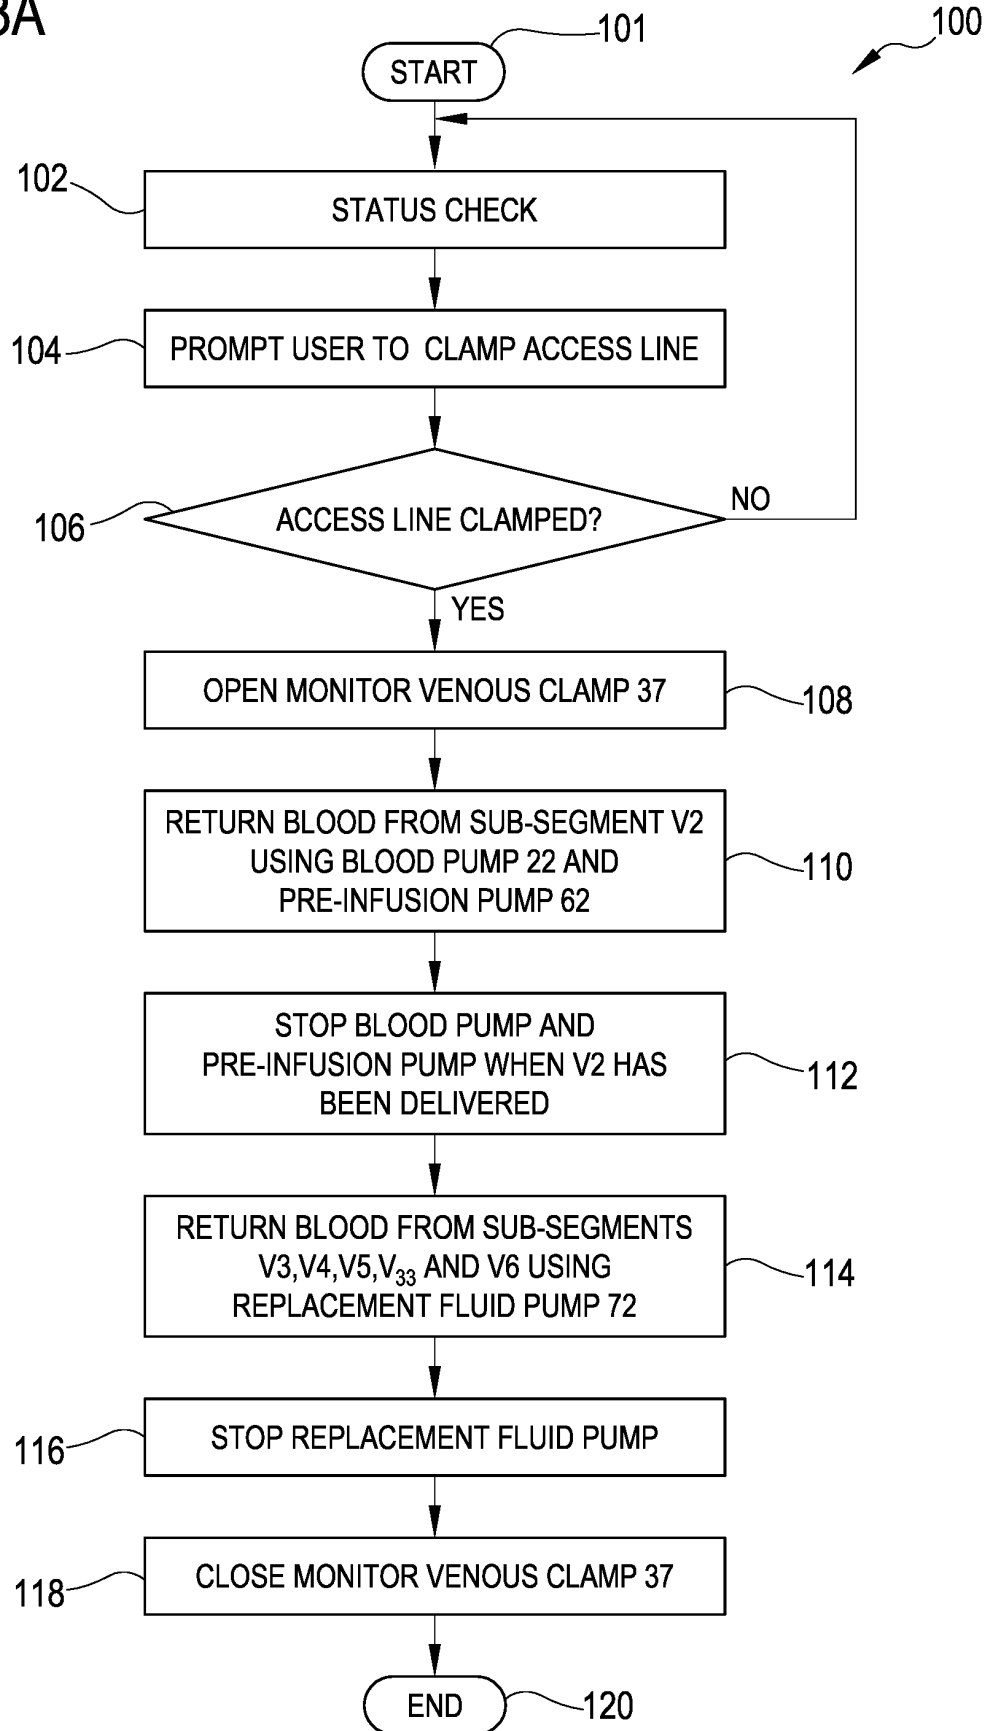 3A
100
101
START
102
STATUS CHECK
104
PROMPT USER TO CLAMP ACCESS LINE
106
ACCESS LINE CLAMPED?
NO
YES
OPEN MONITOR VENOUS CLAMP 37
108
RETURN BLOOD FROM SUB-SEGMENT V2
USING BLOOD PUMP 22 AND
PRE-INFUSION PUMP 62
110
STOP BLOOD PUMP AND
PRE-INFUSION PUMP WHEN V2 HAS
BEEN DELIVERED
112
RETURN BLOOD FROM SUB-SEGMENTS
V3,V4,V5,V33 AND V6 USING
REPLACEMENT FLUID PUMP 72
114
116
STOP REPLACEMENT FLUID PUMP
118
CLOSE MONITOR VENOUS CLAMP 37
END
120